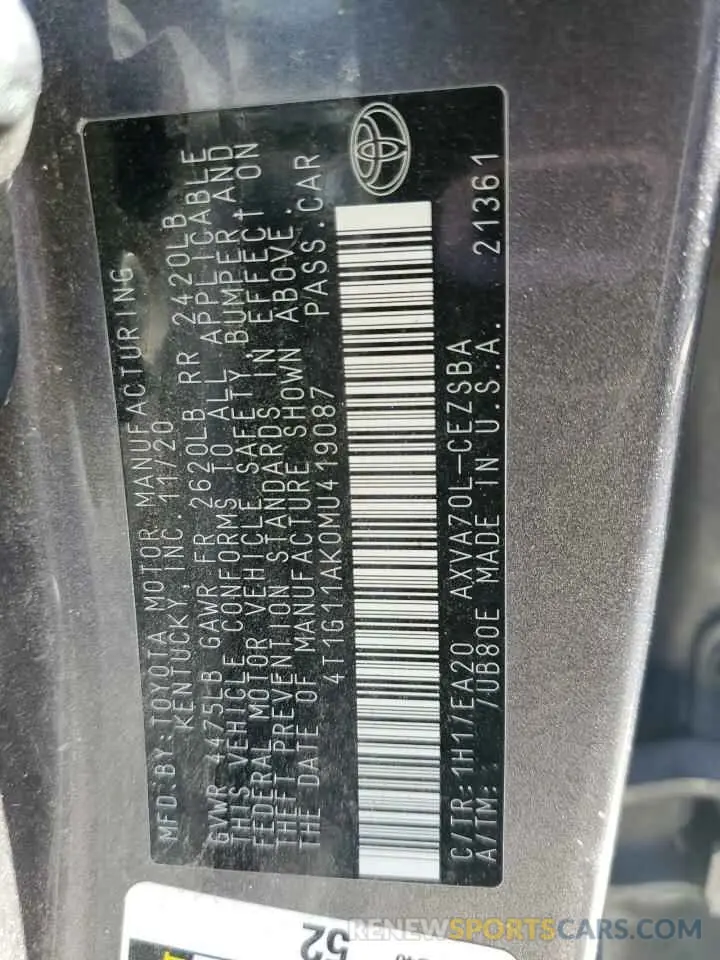 MFD.BY:TOYOTA MOTOR MANUFACTURING
KENTUCKY INC. 11/20
GVWR 4475LB GAWR FR 2620LB RR 2420LB
THIS VEHICLE CONFORMS TO ALL APPLICABLE
FEDERAL MOTOR VEHICLE SAFETY, BUMPER, AND
THEFT PREVENTION STANDARDS IN EFFECT ON
THE DATE OF MANUFACTURE SHOWN ABOVE.
4T1G11AK0MU419087 PASS.CAR
C/TR:1H17/EA20 AXVA70L-CEZSBA
A/TM: /UB80E MADE IN U.S.A. 21361
52
RENEWSPORTSCARS.COM